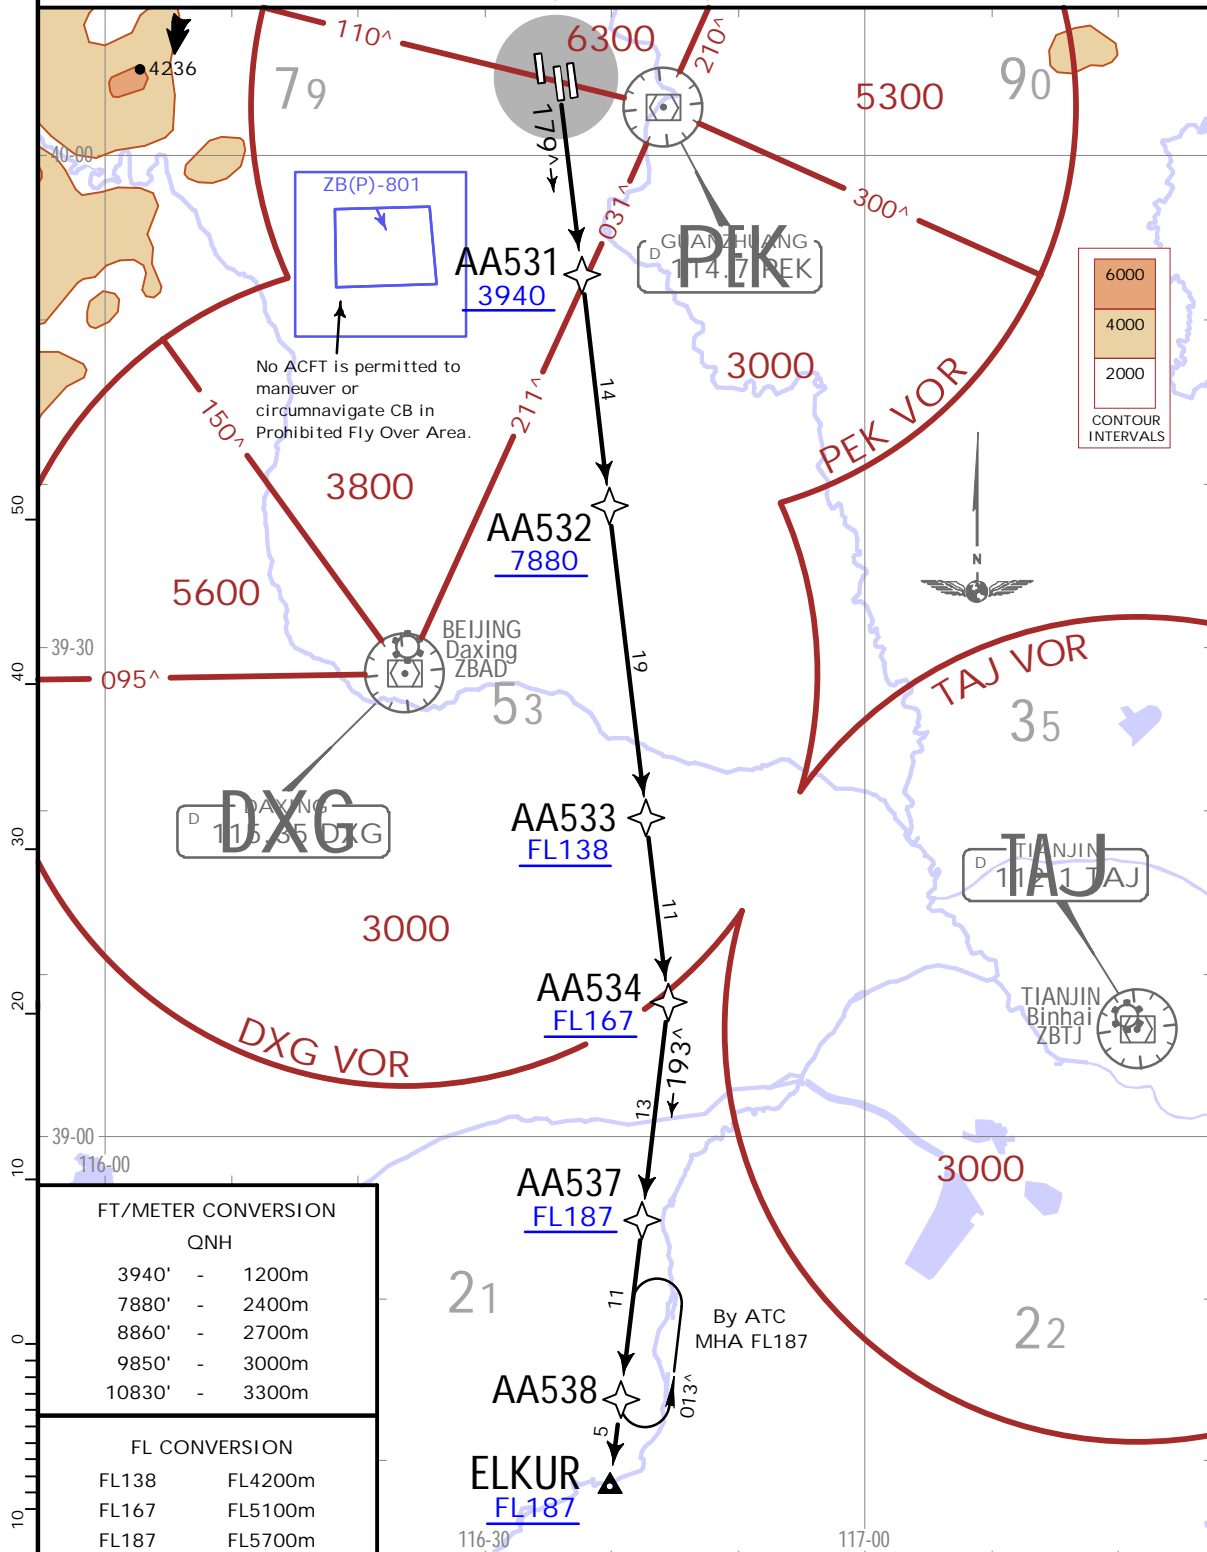 6300
110^
210^
4236
79
90
5300
179^
40-00
ZB(P)-801
031^
300^
GUANZHUANG
D
114.7 PEK
PEK
AA531
3940
6000
4000
2000
CONTOUR
INTERVALS
No ACFT is permitted to
maneuver or
circumnavigate CB in
Prohibited Fly Over Area.
3000
14
150^
211^
PEK VOR
3800
50
AA532
7880
N
5600
BEIJING
Daxing
ZBAD
39-30
19
TAJ VOR
095^
40
53
35
DAXING
D
115.35 DXG
DXG
AA533
FL138
30
TIANJIN
D
112.1 TAJ
TAJ
3000
11
AA534
FL167
20
TIANJIN
Binhai
ZBTJ
DXG VOR
193^
13
39-00
116-00
10
3000
AA537
FL187
FT/METER CONVERSION
QNH
3940' - 1200m
7880' - 2400m
8860' - 2700m
9850' - 3000m
10830' - 3300m
21
11
By ATC
MHA FL187
22
0
AA538
013^
5
FL CONVERSION
FL138 FL4200m
FL167 FL5100m
FL187 FL5700m
ELKUR
FL187
10
116-30
117-00